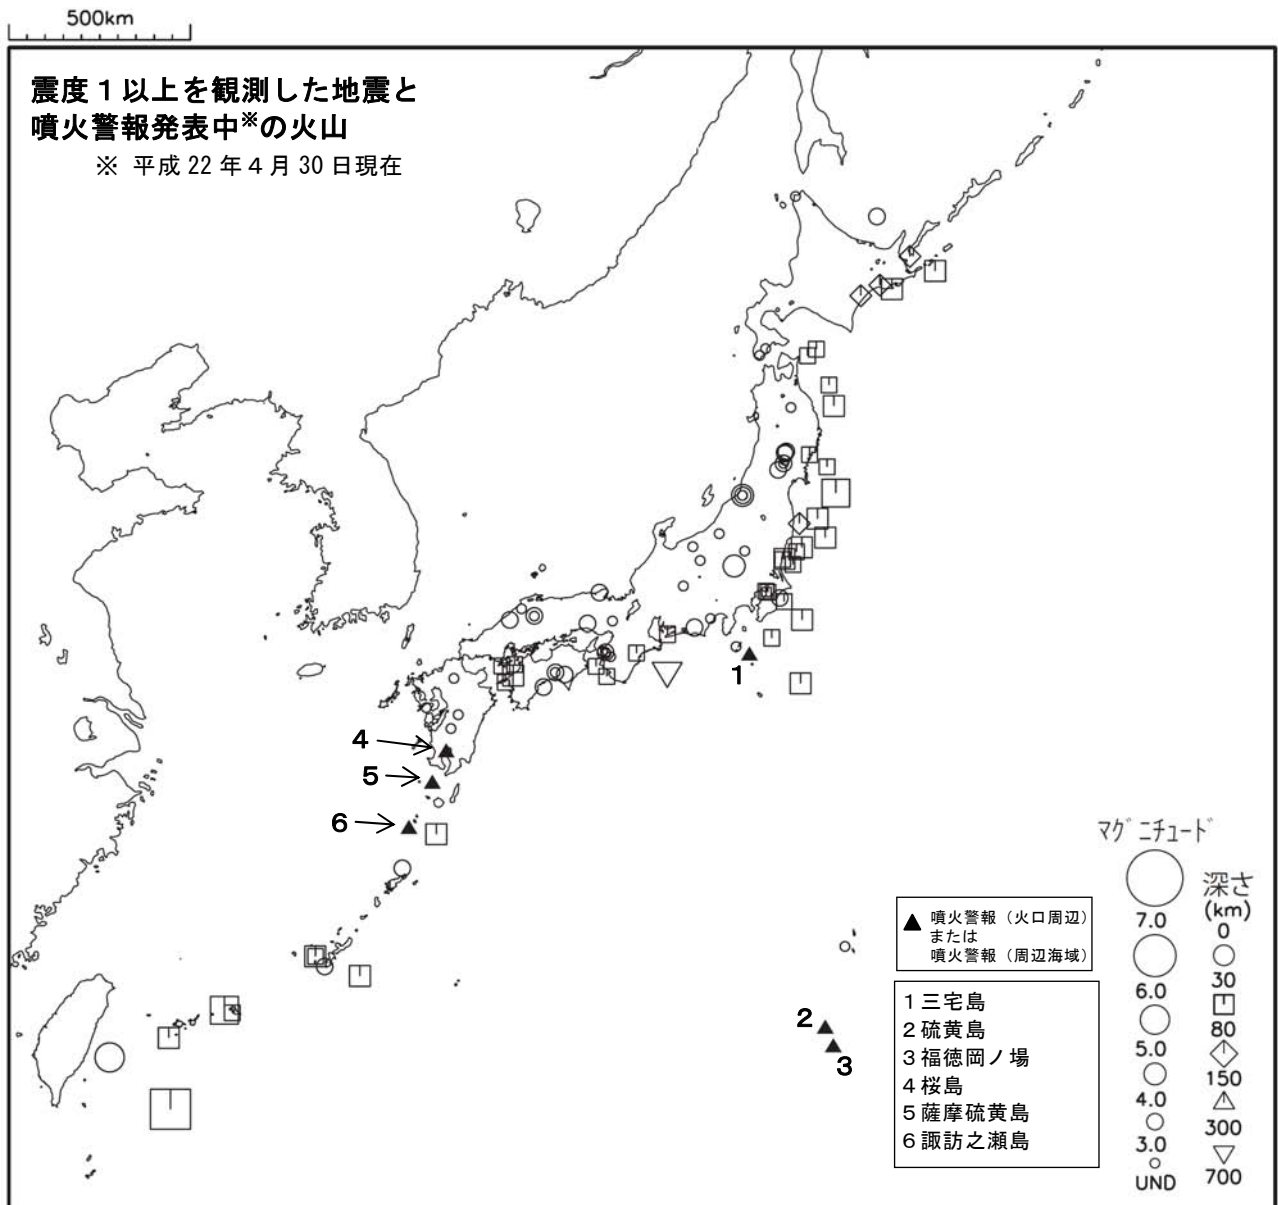 500km
震度１以上を観測した地震と
噴火警報発表中※の火山
※ 平成 22 年 4 月 30 日現在
1
4
5
6
2
3
▲ 噴火警報（火口周辺）
または
噴火警報（周辺海域）
1 三宅島
2 硫黄島
3 福徳岡ノ場
4 桜島
5 薩摩硫黄島
6 諏訪之瀬島
マグニチュード
7.0
6.0
5.0
4.0
3.0
UND
深さ
(km)
0
30
80
150
300
700